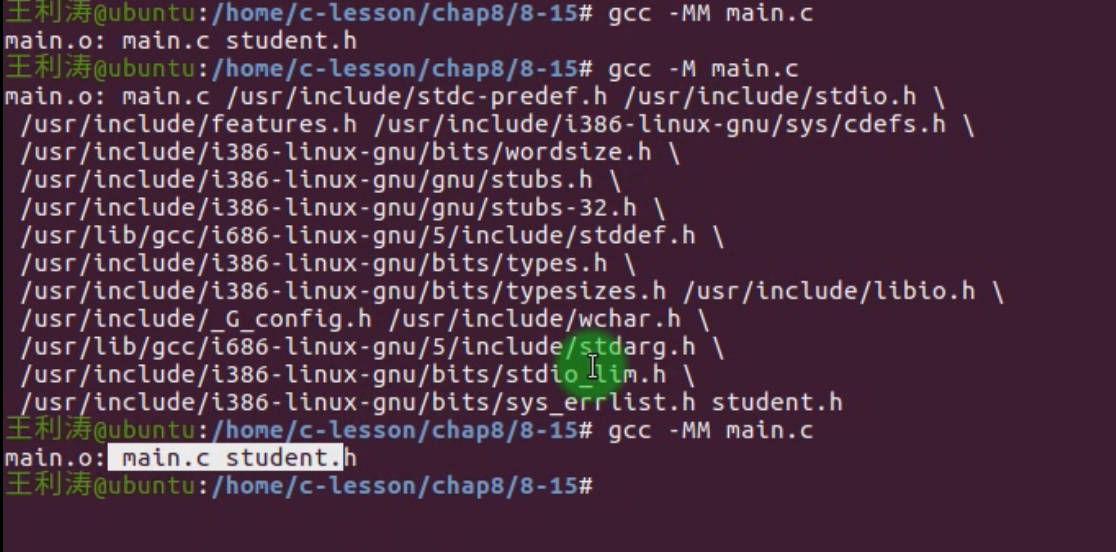 王利涛@ubuntu:/home/c-lesson/chap8/8-15# gcc -MM main.c
main.o: main.c student.h
王利涛@ubuntu:/home/c-lesson/chap8/8-15# gcc -M main.c
main.o: main.c /usr/include/stdc-predef.h /usr/include/stdio.h \
 /usr/include/features.h /usr/include/i386-linux-gnu/sys/cdefs.h \
 /usr/include/i386-linux-gnu/bits/wordsize.h \
 /usr/include/i386-linux-gnu/gnu/stubs.h \
 /usr/include/i386-linux-gnu/gnu/stubs-32.h \
 /usr/lib/gcc/i686-linux-gnu/5/include/stddef.h \
 /usr/include/i386-linux-gnu/bits/types.h \
 /usr/include/i386-linux-gnu/bits/typesizes.h /usr/include/libio.h \
 /usr/include/_G_config.h /usr/include/wchar.h \
 /usr/lib/gcc/i686-linux-gnu/5/include/stdarg.h \
 /usr/include/i386-linux-gnu/bits/stdio_lim.h \
 /usr/include/i386-linux-gnu/bits/sys_errlist.h student.h
王利涛@ubuntu:/home/c-lesson/chap8/8-15# gcc -MM main.c
main.o: main.c student.h
王利涛@ubuntu:/home/c-lesson/chap8/8-15#